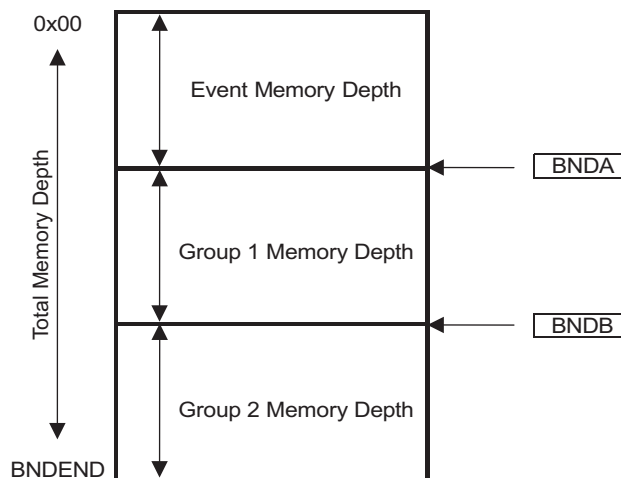 0x00
Event Memory Depth
BNDA
Total Memory Depth
Group 1 Memory Depth
BNDB
Group 2 Memory Depth
BNDEND